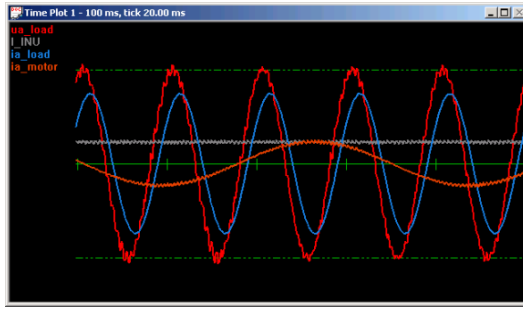 Time Plot 1 - 100 ms, tick 20.00 ms
ua_load
I_INU
ia_load
ia_motor